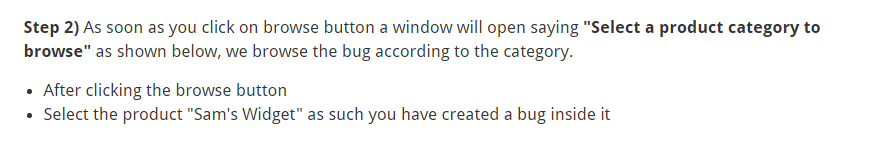 Step 2) As soon as you click on browse button a window will open saying "Select a product category to
browse" as shown below, we browse the bug according to the category.
• After clicking the browse button
• Select the product "Sam's Widget" as such you have created a bug inside it